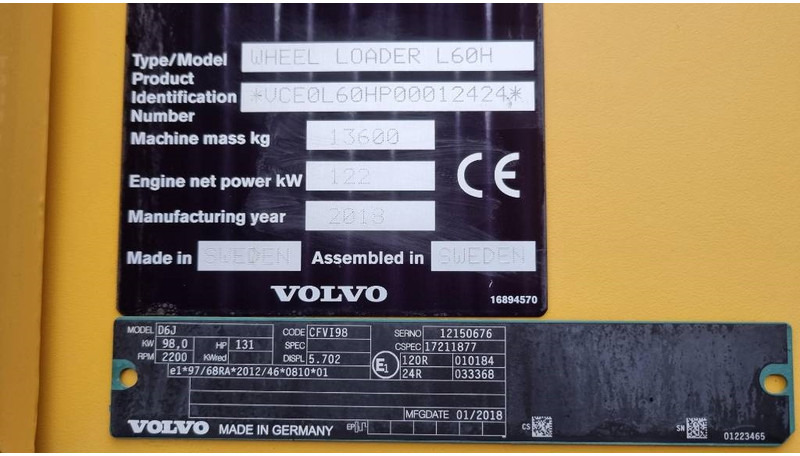 Type/Model WHEEL LOADER L60H
Product
Identification *VCE0L60HP00012424*
Number
Machine mass kg 13600
Engine net power kW 122
CE
Manufacturing year 2018
Made in SWEDEN Assembled in SWEDEN
VOLVO 16894570
MODEL D6J CODE CFVI98 SERNO 12150676
KW 98,0 HP 131 SPEC CSPEC 17211877
RPM 2200 KWred DISPL 5.702 E1 120R 010184
e1*97/68RA*2012/46*0810*01 24R 033368
MFGDATE 01/2018
VOLVO MADE IN GERMANY EP CS SN 01223465